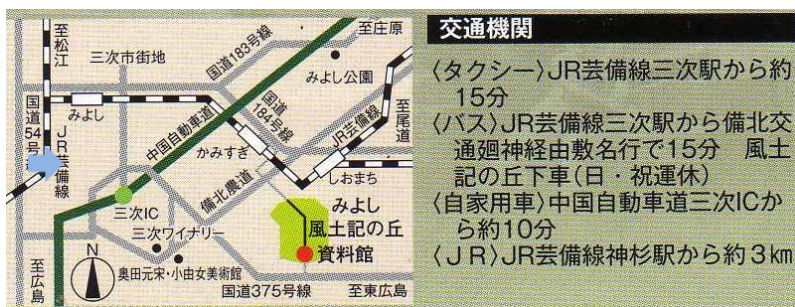 至松江
三次市街地
国道183号線
至庄原
みよし公園
国道54号
みよし
JR芸備線
中国自動車道
国道184号線
かみすぎ
JR芸備線
至尾道
しおまち
備北農道
三次IC
三次ワイナリー
みよし
風土記の丘
資料館
N
奥田元宋・小由女美術館
至広島
国道375号線
至東広島
交通機関
〈タクシー〉JR芸備線三次駅から約
15分
〈バス〉JR芸備線三次駅から備北交
通廻神経由敷名行で15分 風土
記の丘下車(日・祝運休)
〈自家用車〉中国自動車道三次ICか
ら約10分
〈JR〉JR芸備線神杉駅から約3km